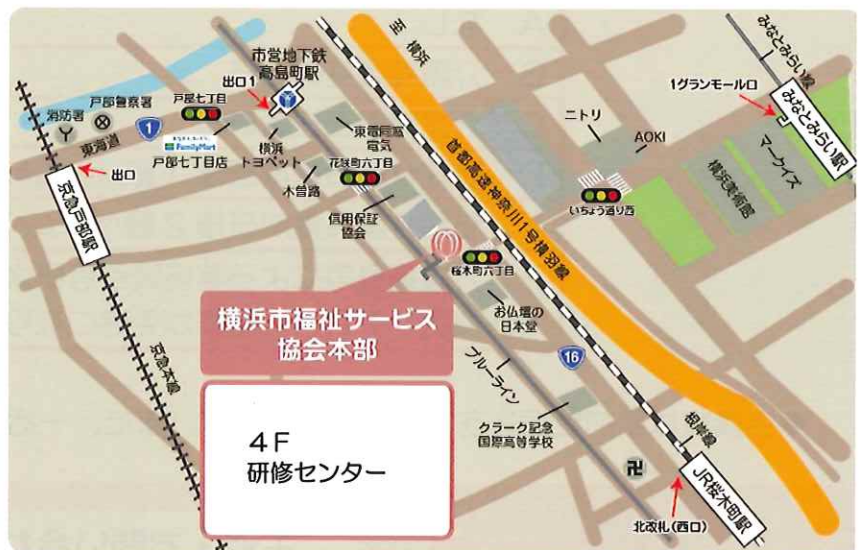 至 横浜
みなとみらい線
市営地下鉄
高島町駅
出口1
戸部七丁目
戸部警察署
消防署
1
東海道
FamilyMart
戸部七丁目店
横浜
トヨペット
東電同窓
電気
花咲町六丁目
木曽路
信用保証
協会
ニトリ
AOKI
1グランモール口
みなとみらい駅
マークイズ
横浜美術館
いちょう通り西
首都高速神奈川1号横羽線
出口
京急戸部駅
京急本線
桜木町六丁目
お仏壇の
日本堂
横浜市福祉サービス
協会本部
4F
研修センター
ブルーライン
16
クラーク記念
国際高等学校
卍
根岸線
JR桜木町駅
北改札(西口)